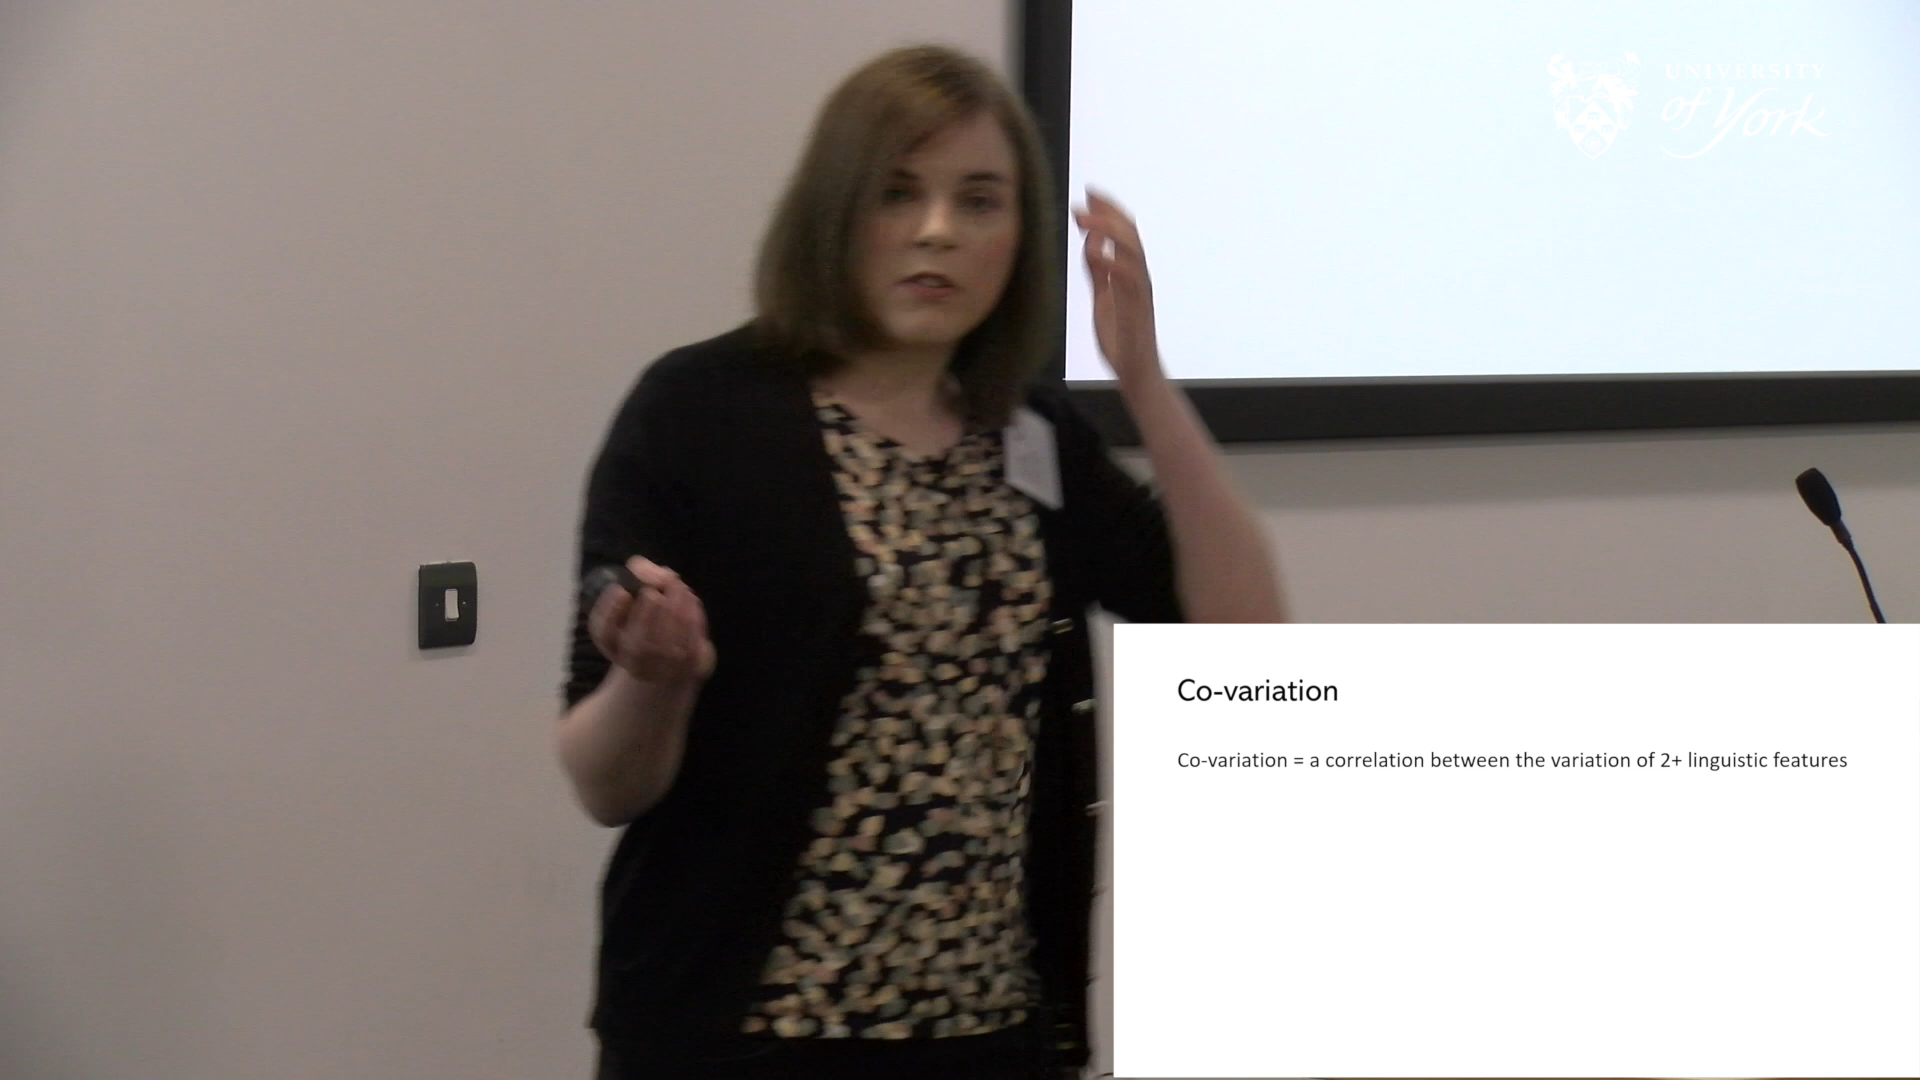 UNIVERSITY
of York
Co-variation
Co-variation = a correlation between the variation of 2+ linguistic features